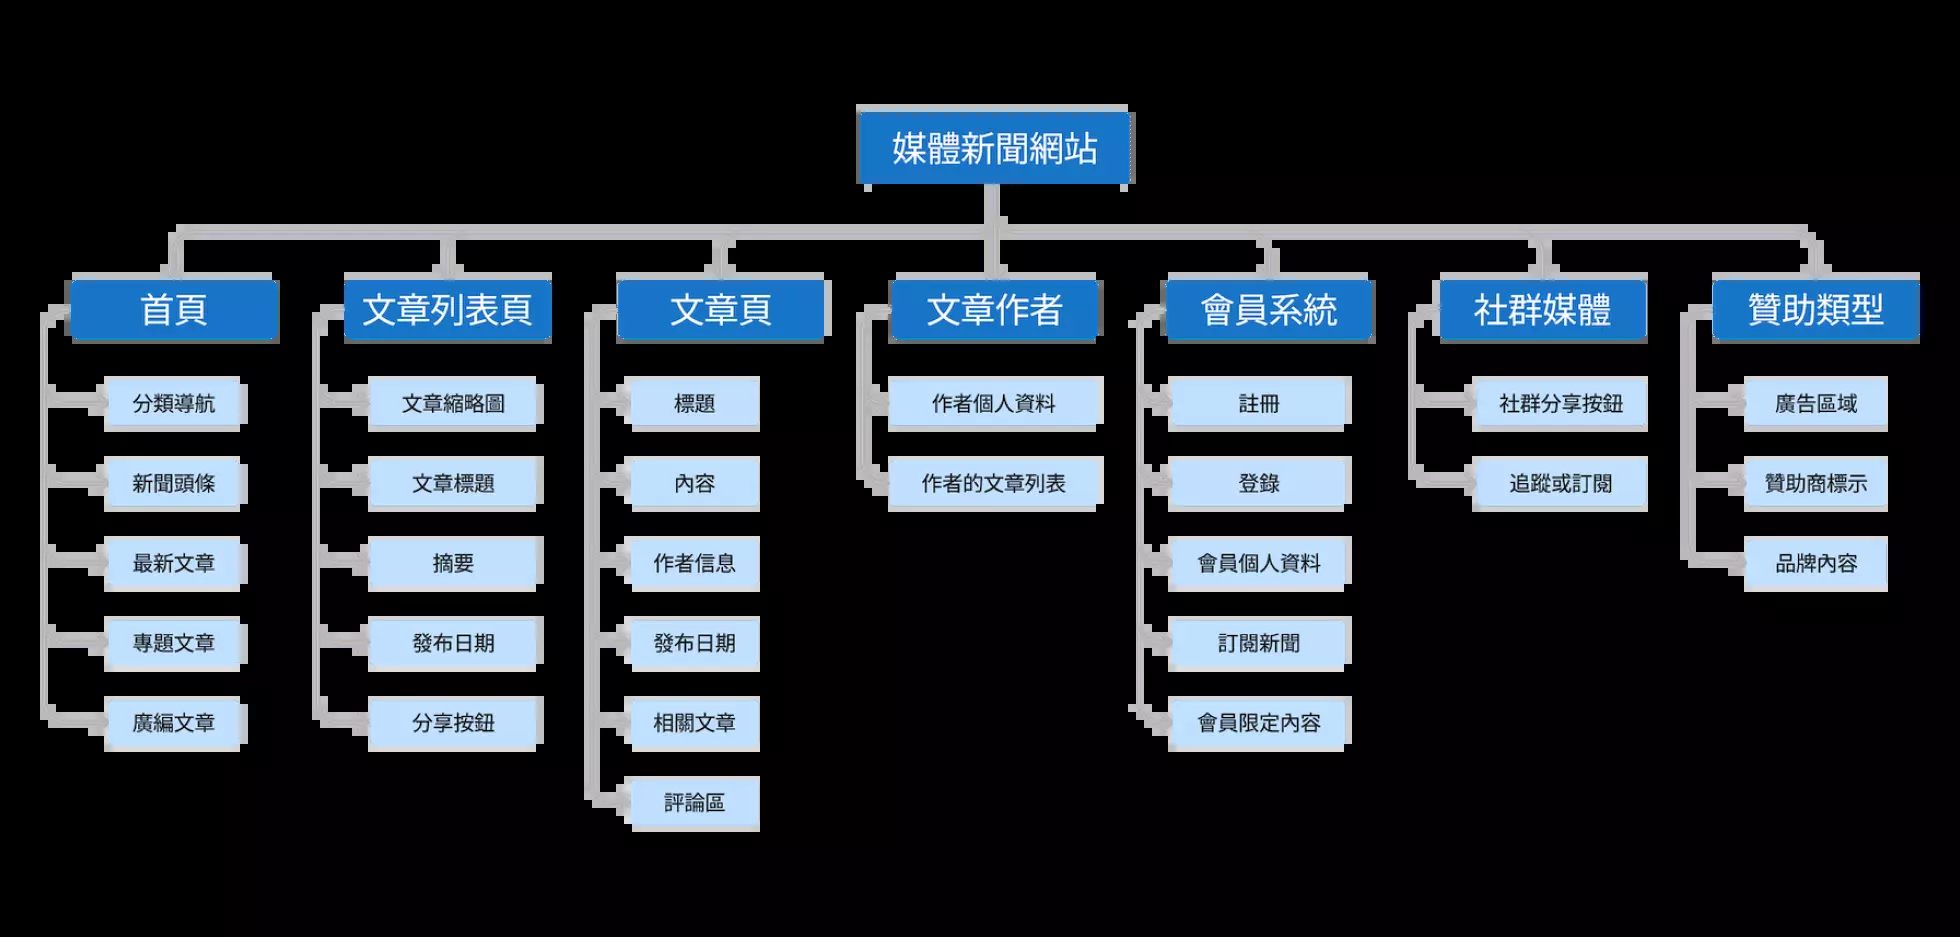 媒體新聞網站
首頁
分類導航
新聞頭條
最新文章
專題文章
廣編文章
文章列表頁
文章縮略圖
文章標題
摘要
發布日期
分享按鈕
文章頁
標題
內容
作者信息
發布日期
相關文章
評論區
文章作者
作者個人資料
作者的文章列表
會員系統
註冊
登錄
會員個人資料
訂閱新聞
會員限定內容
社群媒體
社群分享按鈕
追蹤或訂閱
贊助類型
廣告區域
贊助商標示
品牌內容